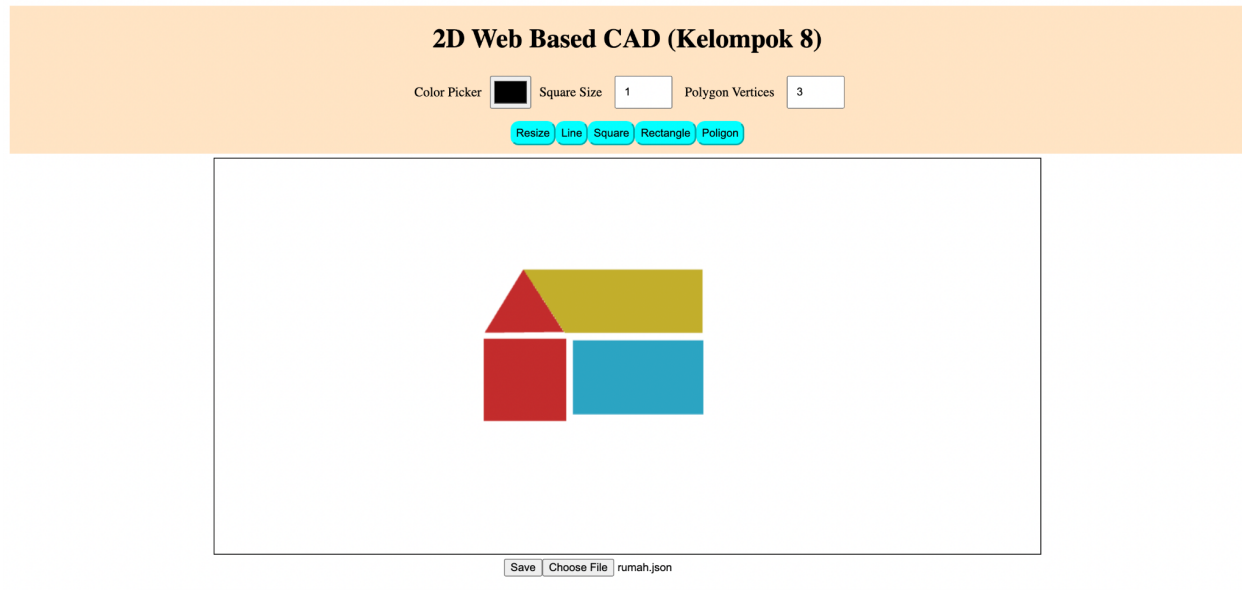 2D Web Based CAD (Kelompok 8)
Color Picker Square Size 1 Polygon Vertices 3
Resize Line Square Rectangle Poligon
Save Choose File rumah.json